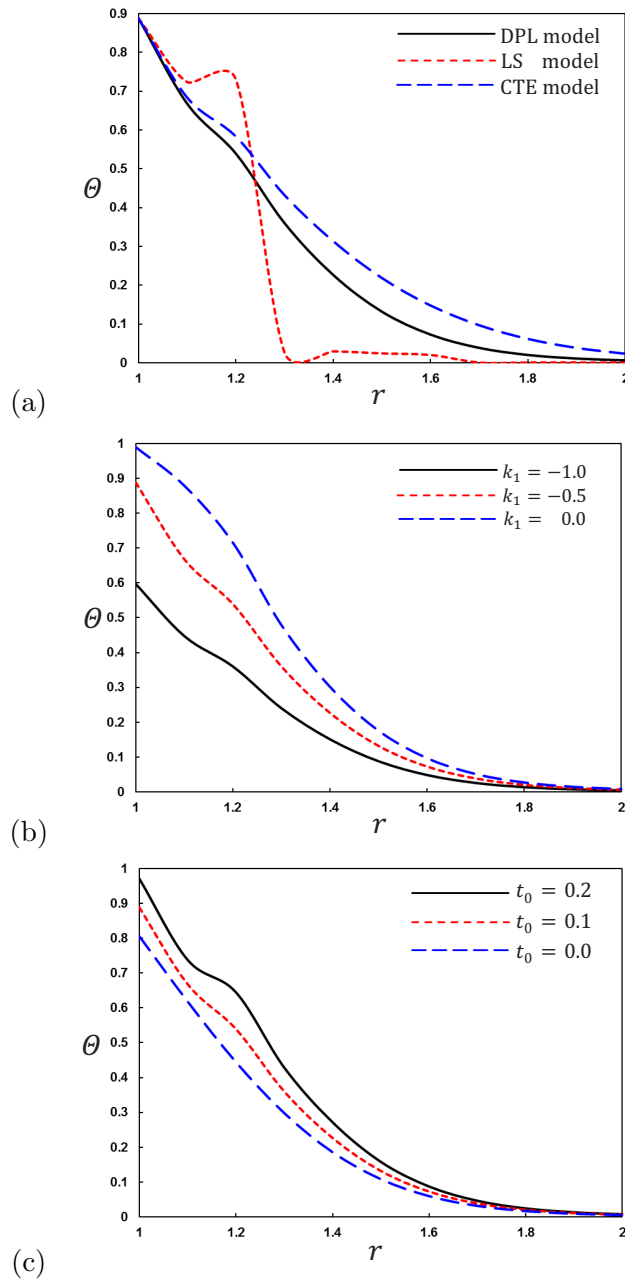 0.9
DPL model
0.8
LS model
0.7
CTE model
0.6
0.5
Θ
0.4
0.3
0.2
0.1
0
1 1.2 1.4 1.6 1.8 2
(a)
r
1
0.9
k₁ = −1.0
0.8
k₁ = −0.5
k₁ = 0.0
0.7
0.6
Θ
0.5
0.4
0.3
0.2
0.1
0
1 1.2 1.4 1.6 1.8 2
(b)
r
1
t₀ = 0.2
0.9
t₀ = 0.1
0.8
t₀ = 0.0
0.7
0.6
0.5
Θ
0.4
0.3
0.2
0.1
0
1 1.2 1.4 1.6 1.8 2
(c)
r